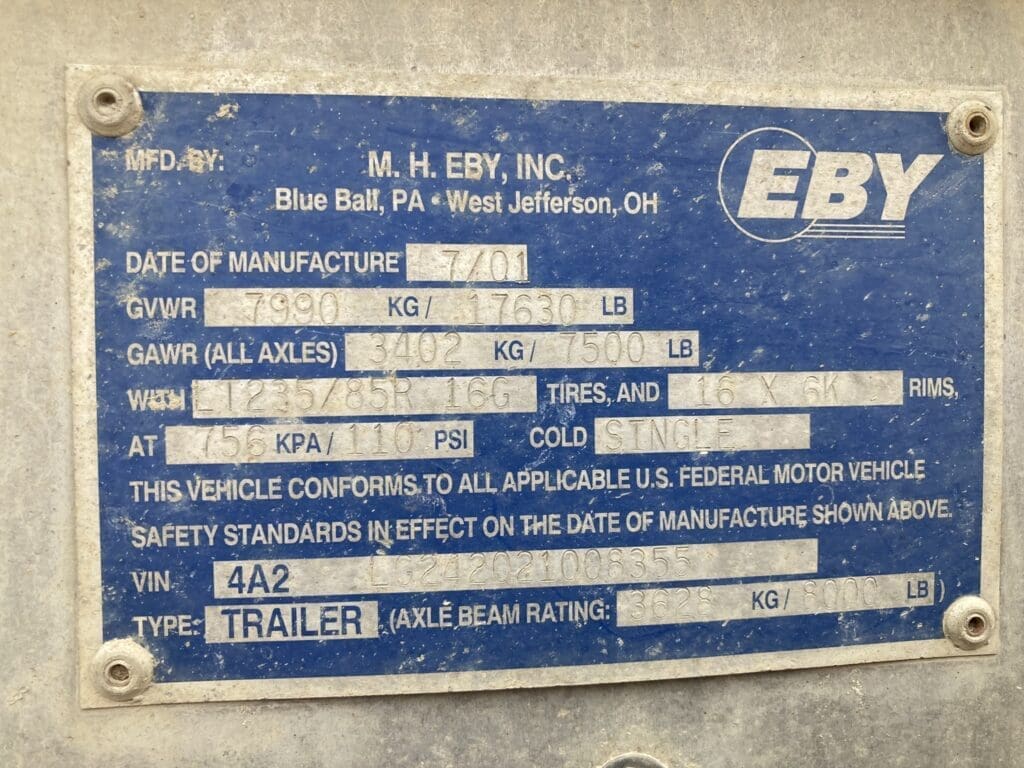 MFD. BY: M. H. EBY, INC. EBY
Blue Ball, PA • West Jefferson, OH
DATE OF MANUFACTURE 7/01
GVWR 7990 KG/ 17630 LB
GAWR (ALL AXLES) 3402 KG/ 7500 LB
WITH LT235/85R 16G TIRES, AND 16 X 6K RIMS,
AT 756 KPA/ 110 PSI COLD SINGLE
THIS VEHICLE CONFORMS TO ALL APPLICABLE U.S. FEDERAL MOTOR VEHICLE
SAFETY STANDARDS IN EFFECT ON THE DATE OF MANUFACTURE SHOWN ABOVE.
VIN 4A2 LG242021008355
TYPE: TRAILER (AXLE BEAM RATING: 3628 KG/ 8000 LB)